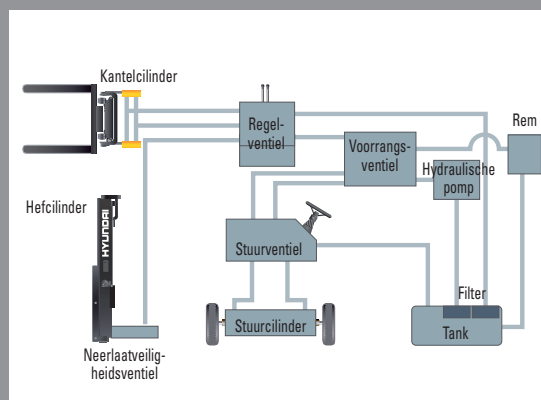 Kantelcilinder
Regel-
ventiel
Voorrangs-
ventiel
Rem
Hydraulische
pomp
Hefcilinder
HYUNDAI
Stuurventiel
Filter
Stuurcilinder
Tank
Neerlaatveilig-
heidsventiel